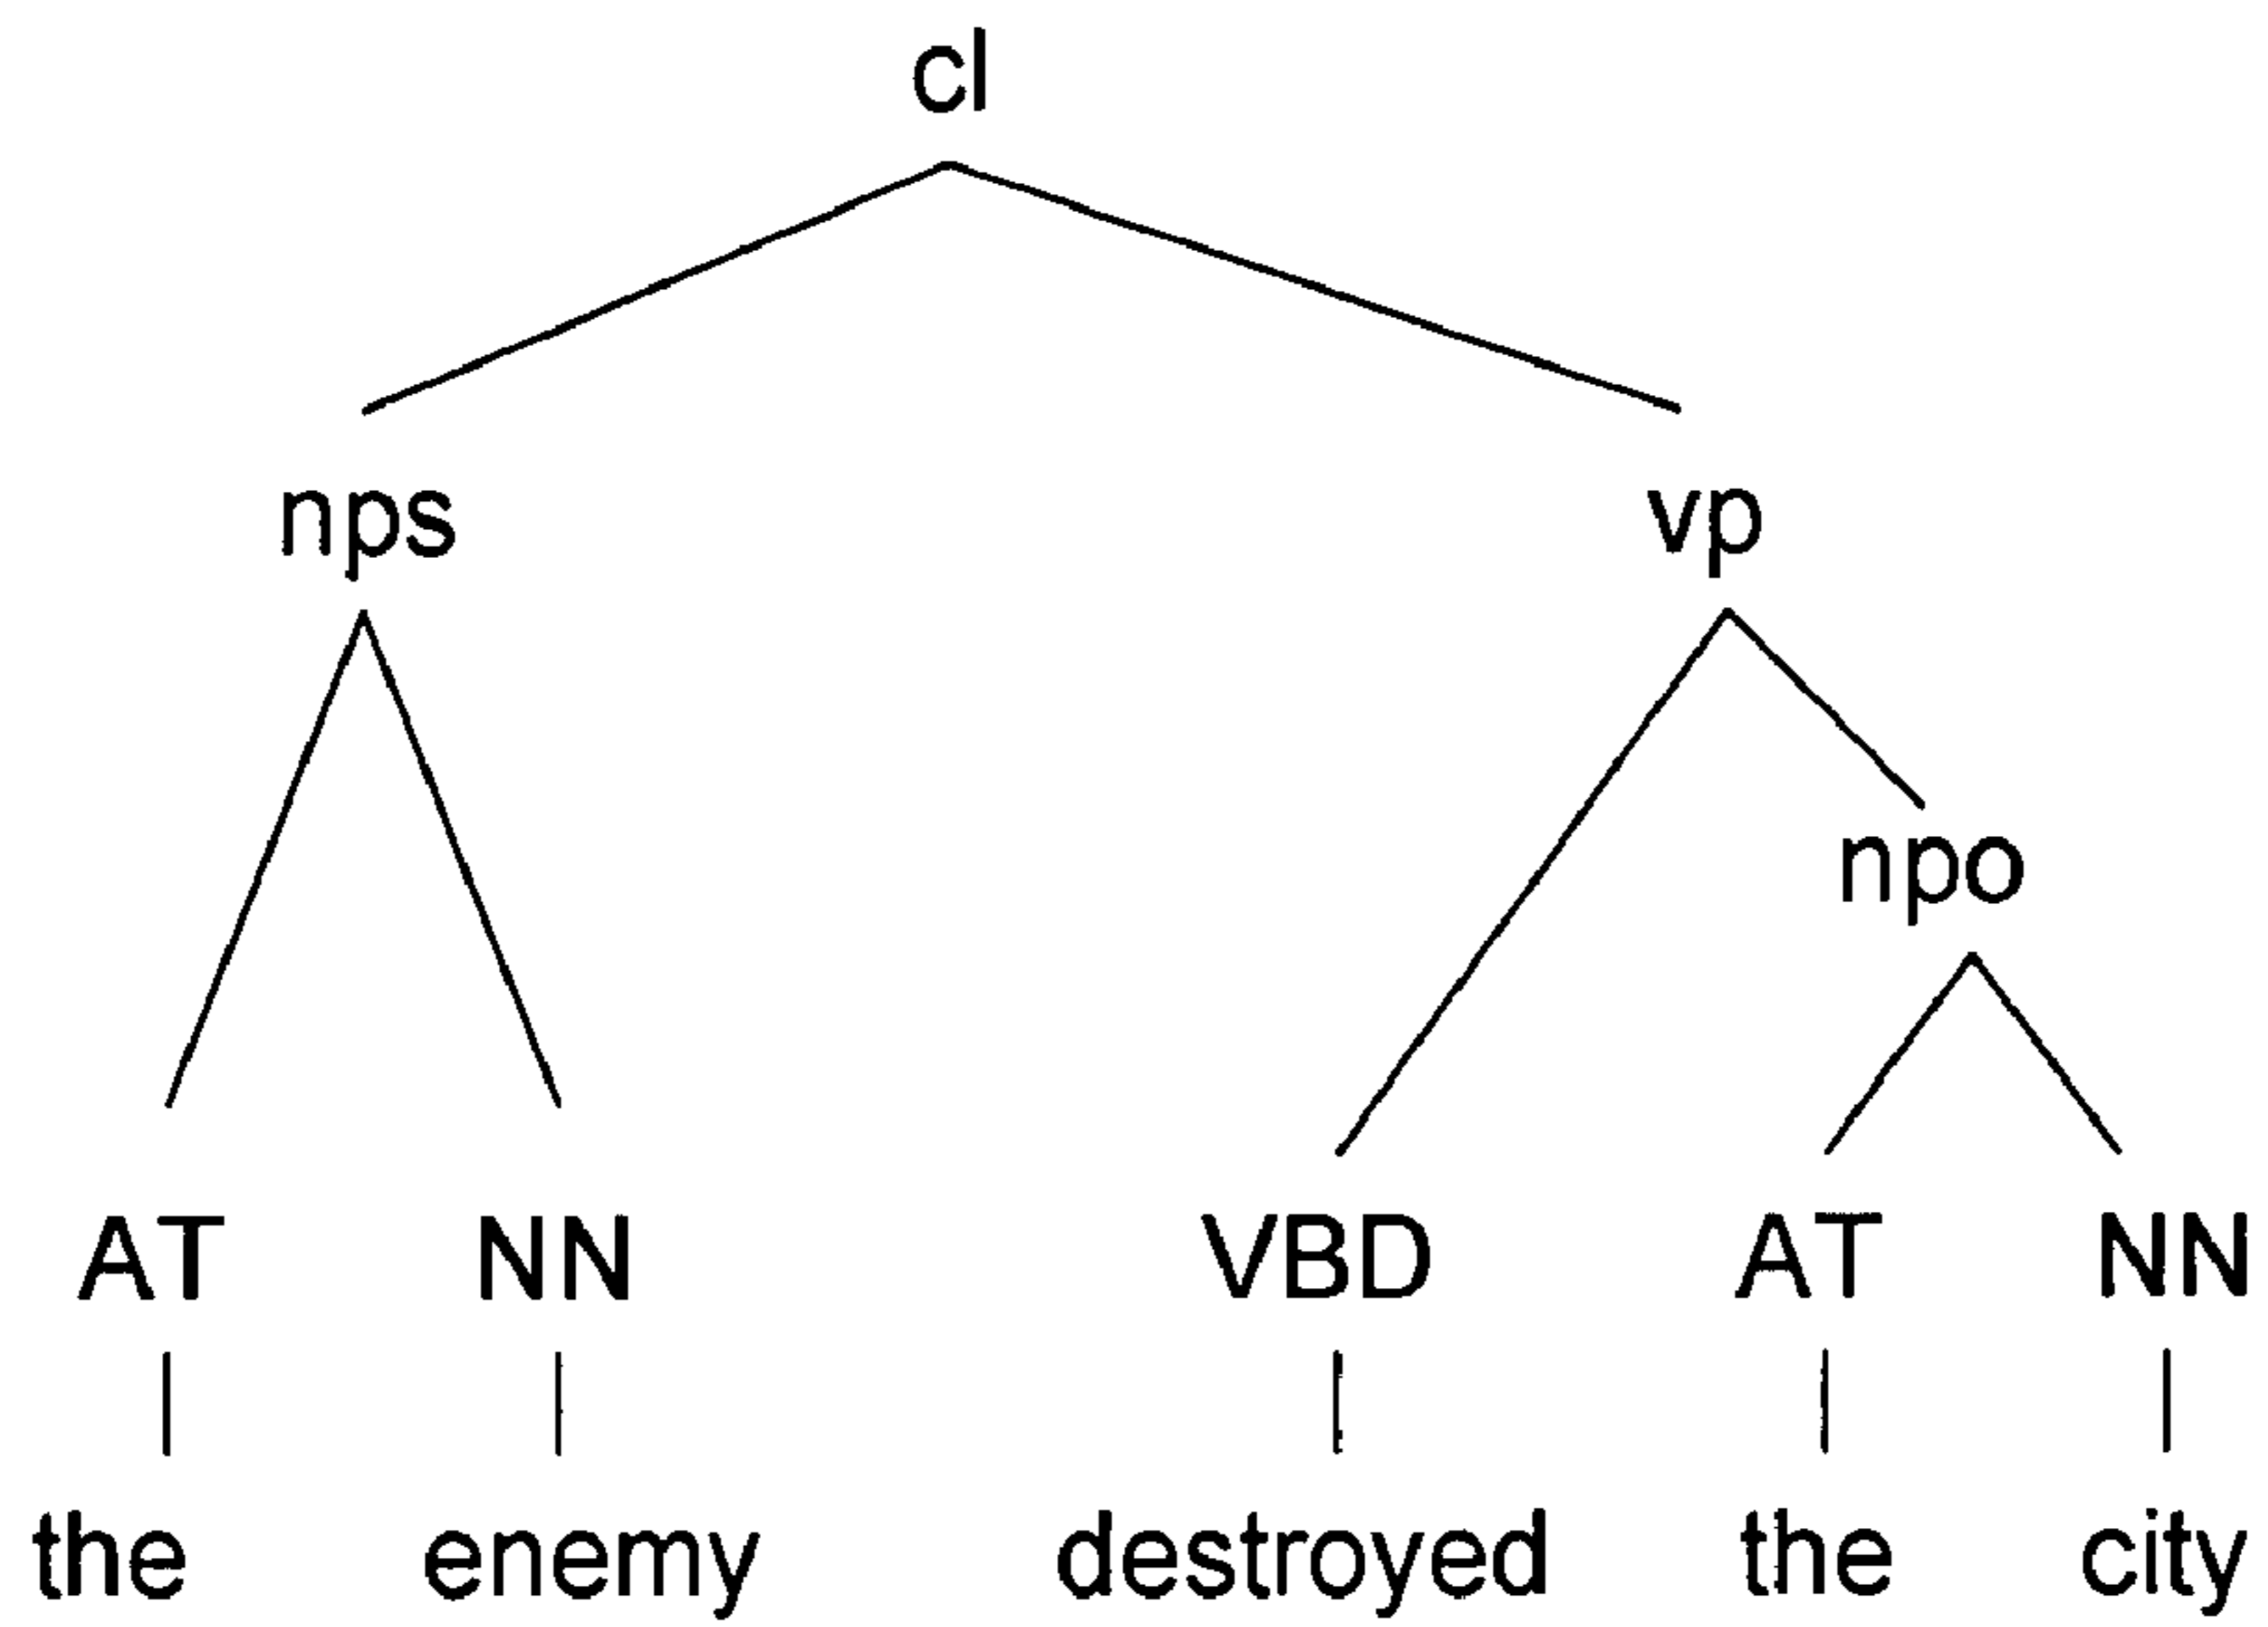 cl
nps vp
npo
AT NN VBD AT NN
the enemy destroyed the city